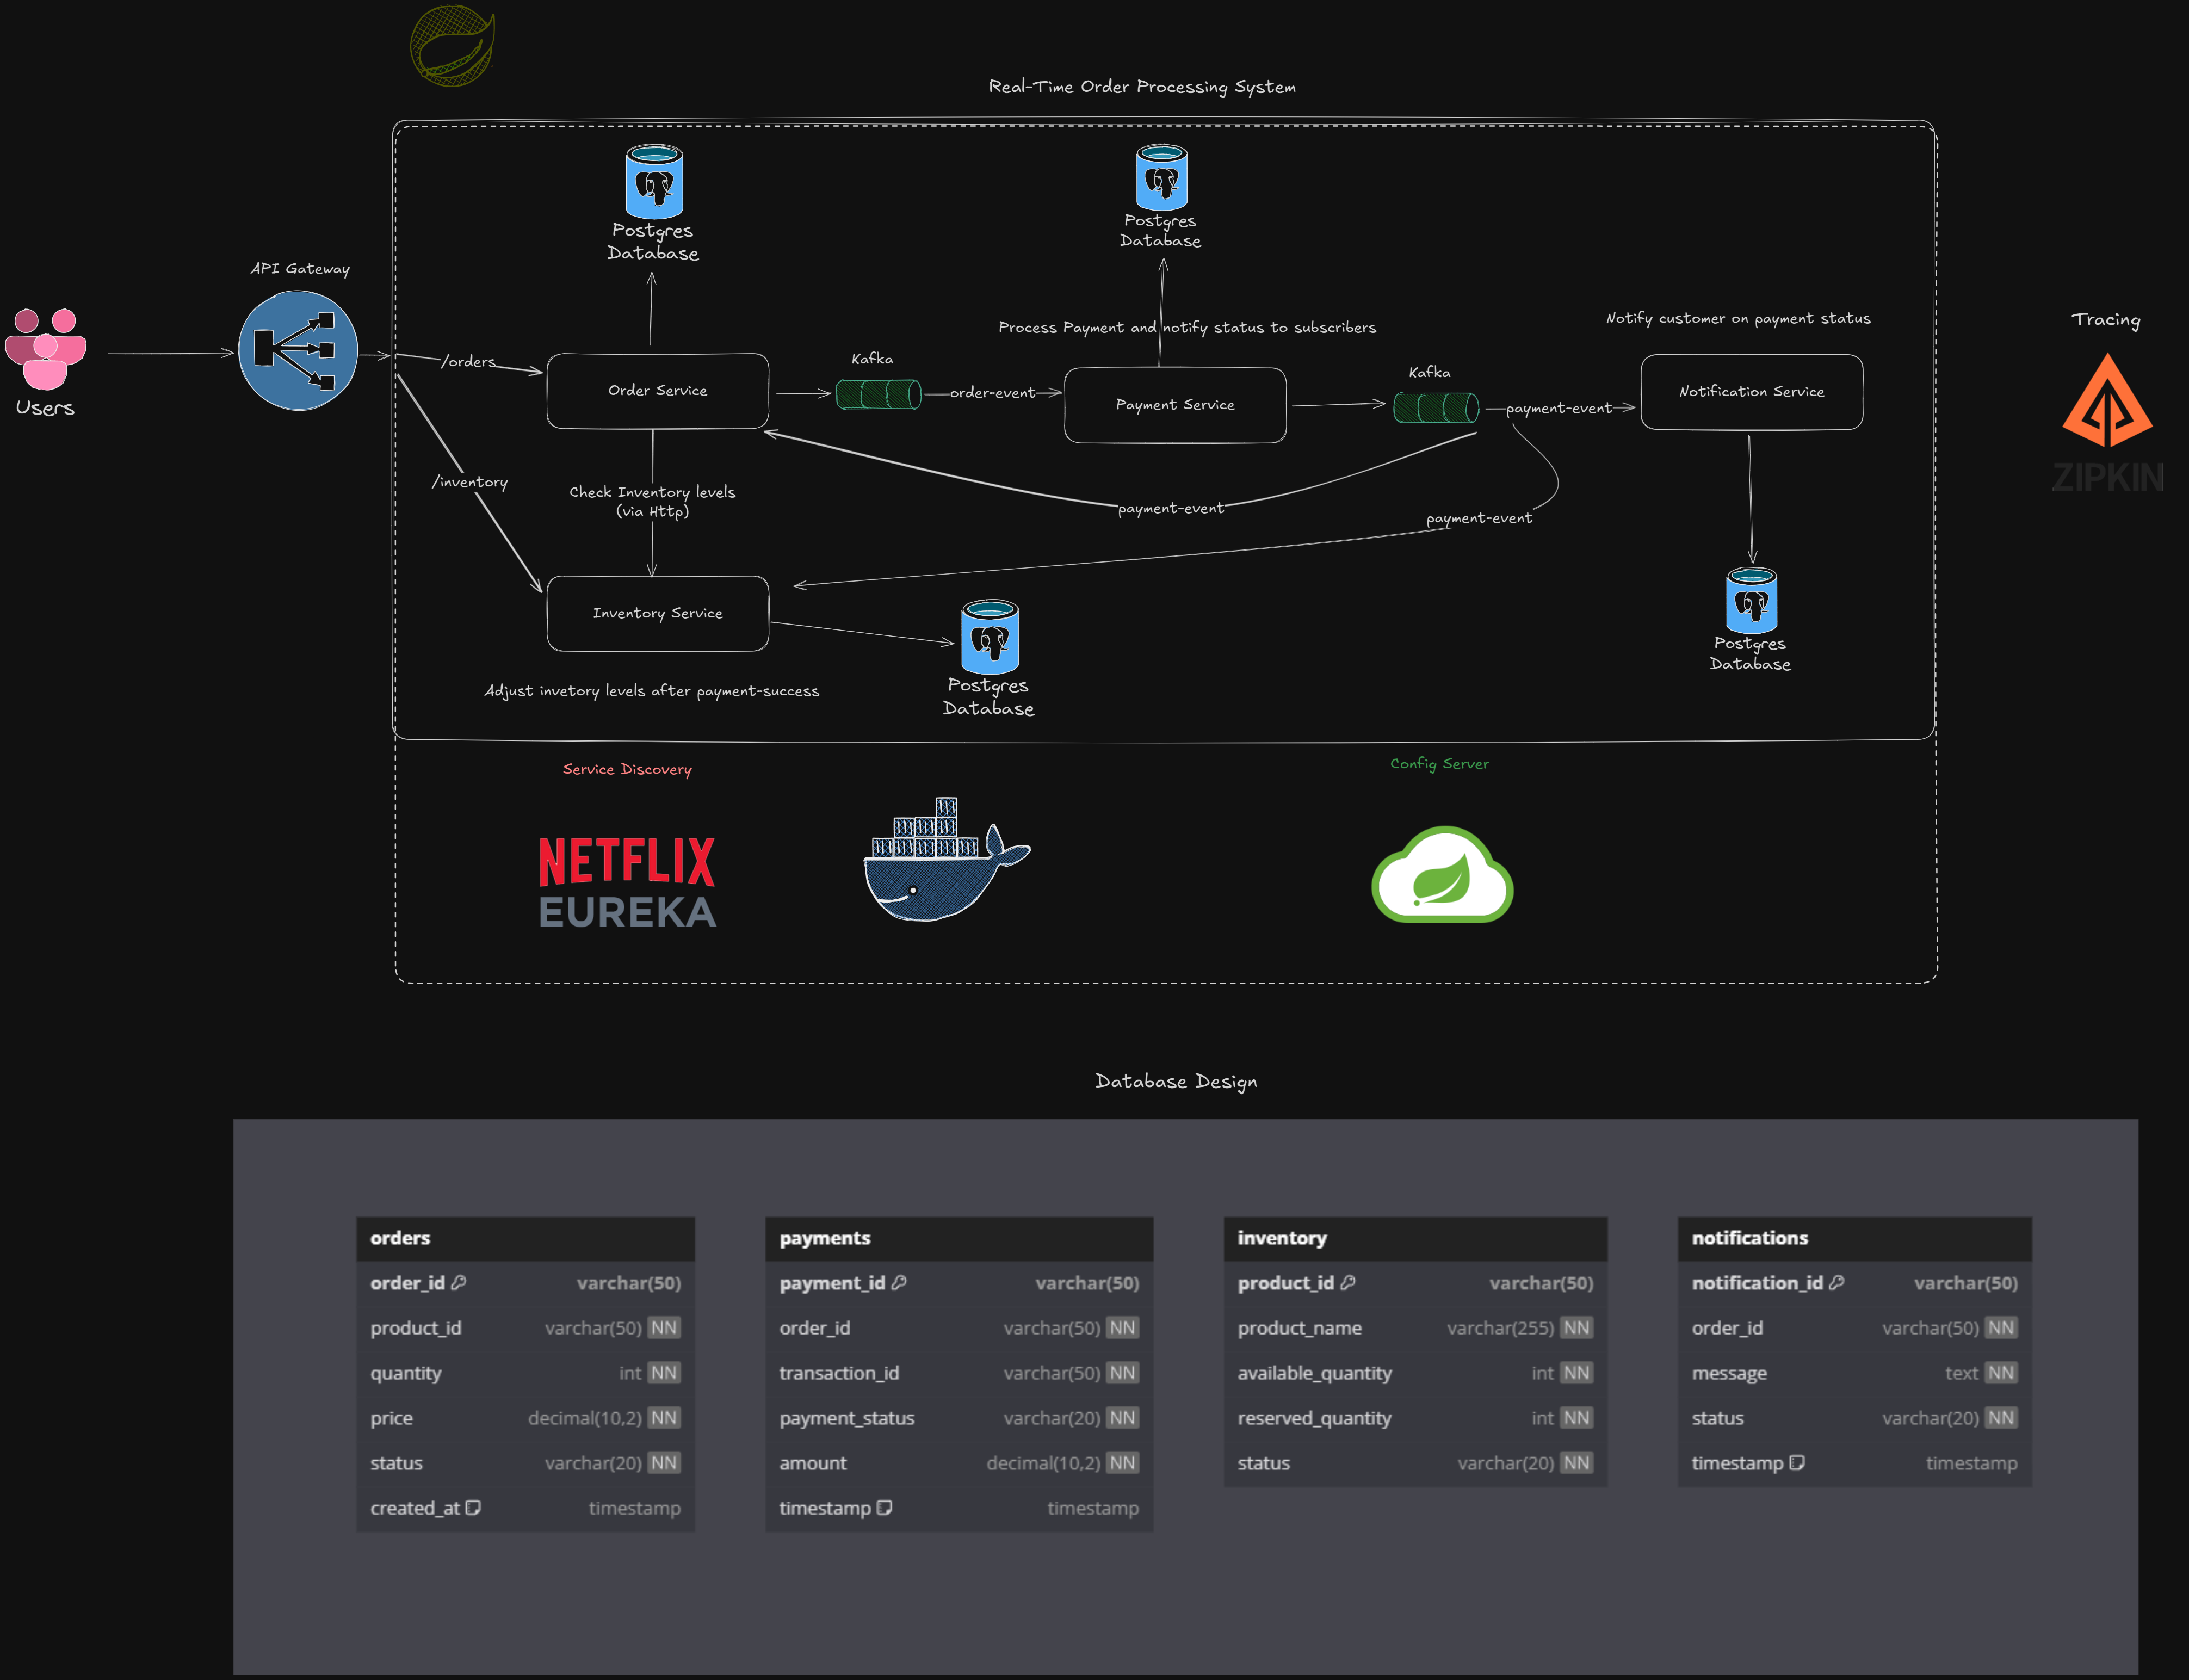 Real-Time Order Processing System
Postgres
Database
Postgres
Database
API Gateway
Users
/orders
Order Service
Kafka
order-event
Process Payment and notify status to subscribers
Payment Service
Kafka
payment-event
Notify customer on payment status
Notification Service
Tracing
ZIPKIN
/inventory
Check Inventory levels
(via Http)
payment-event
payment-event
Inventory Service
Postgres
Database
Postgres
Database
Adjust invetory levels after payment-success
Service Discovery
Config Server
NETFLIX
EUREKA
Database Design
orders
order_id varchar(50)
product_id varchar(50) NN
quantity int NN
price decimal(10,2) NN
status varchar(20) NN
created_at timestamp
payments
payment_id varchar(50)
order_id varchar(50) NN
transaction_id varchar(50) NN
payment_status varchar(20) NN
amount decimal(10,2) NN
timestamp timestamp
inventory
product_id varchar(50)
product_name varchar(255) NN
available_quantity int NN
reserved_quantity int NN
status varchar(20) NN
notifications
notification_id varchar(50)
order_id varchar(50) NN
message text NN
status varchar(20) NN
timestamp timestamp